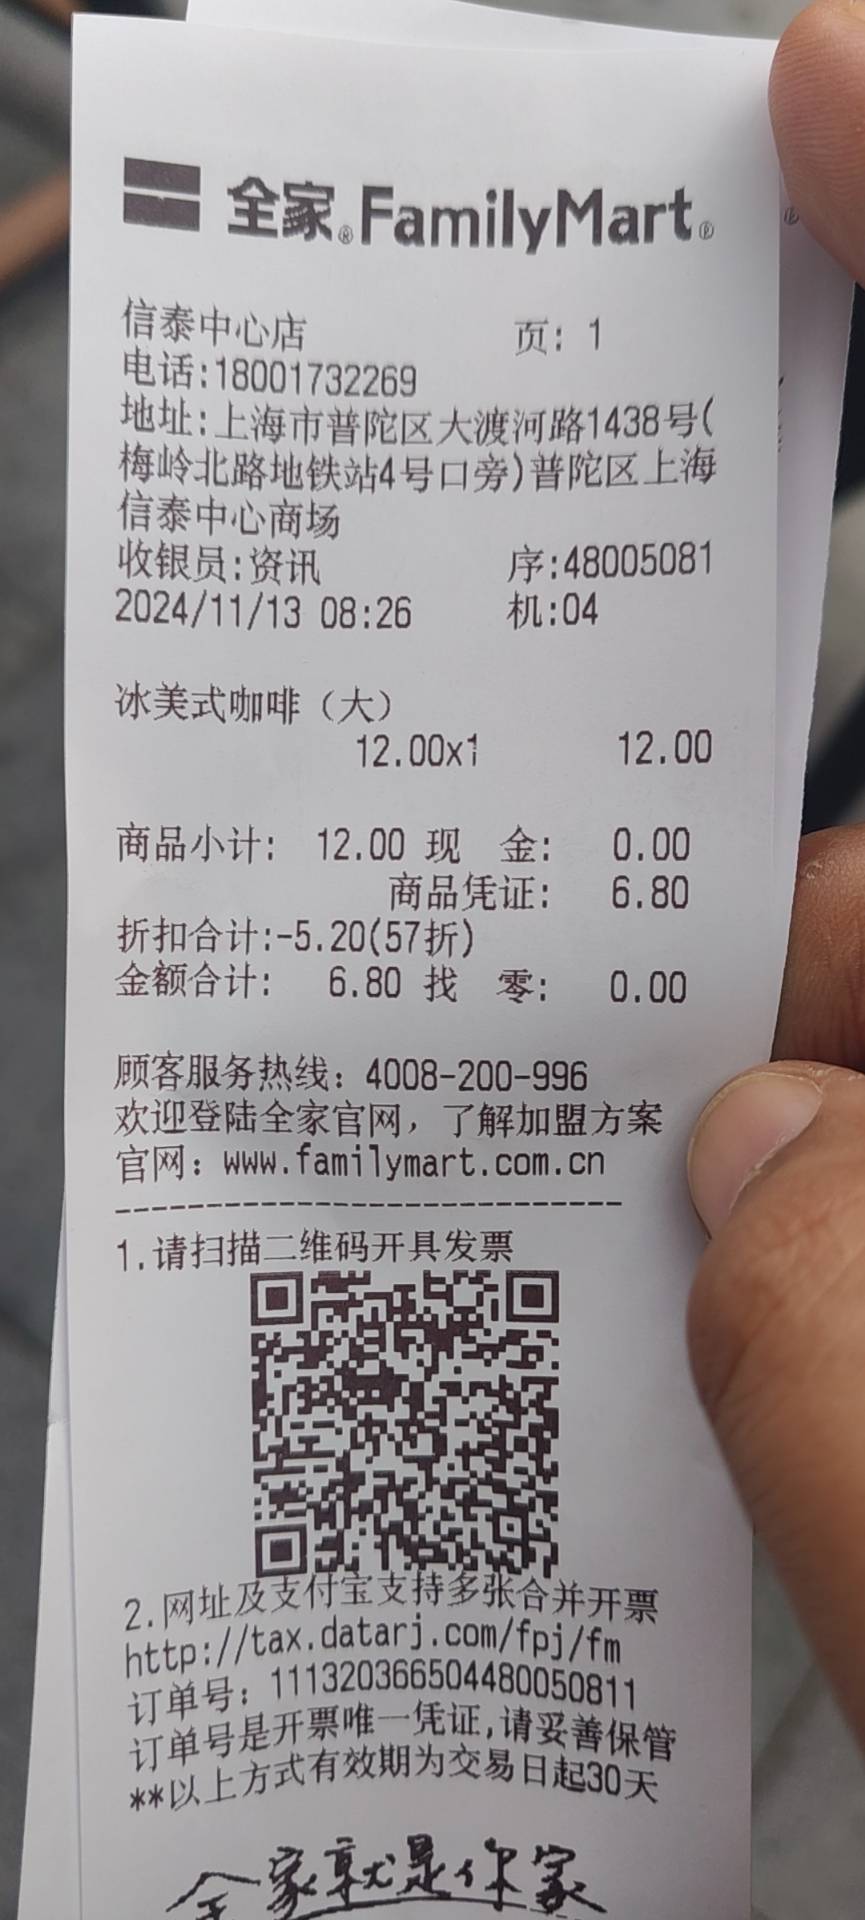 全家® FamilyMart®
信泰中心店 页: 1
电话:18001732269
地址:上海市普陀区大渡河路1438号(
梅岭北路地铁站4号口旁)普陀区上海
信泰中心商场
收银员:资讯 序:48005081
2024/11/13 08:26 机:04
冰美式咖啡（大）
12.00x1 12.00
商品小计: 12.00 现 金: 0.00
商品凭证: 6.80
折扣合计:-5.20(57折)
金额合计: 6.80 找 零: 0.00
顾客服务热线：4008-200-996
欢迎登陆全家官网，了解加盟方案
官网：www.familymart.com.cn
--------------------------------
1.请扫描二维码开具发票
2.网址及支付宝支持多张合并开票
http://tax.datarj.com/fpj/fm
订单号：111320366504480050811
订单号是开票唯一凭证,请妥善保管
**以上方式有效期为交易日起30天
全家就是你家